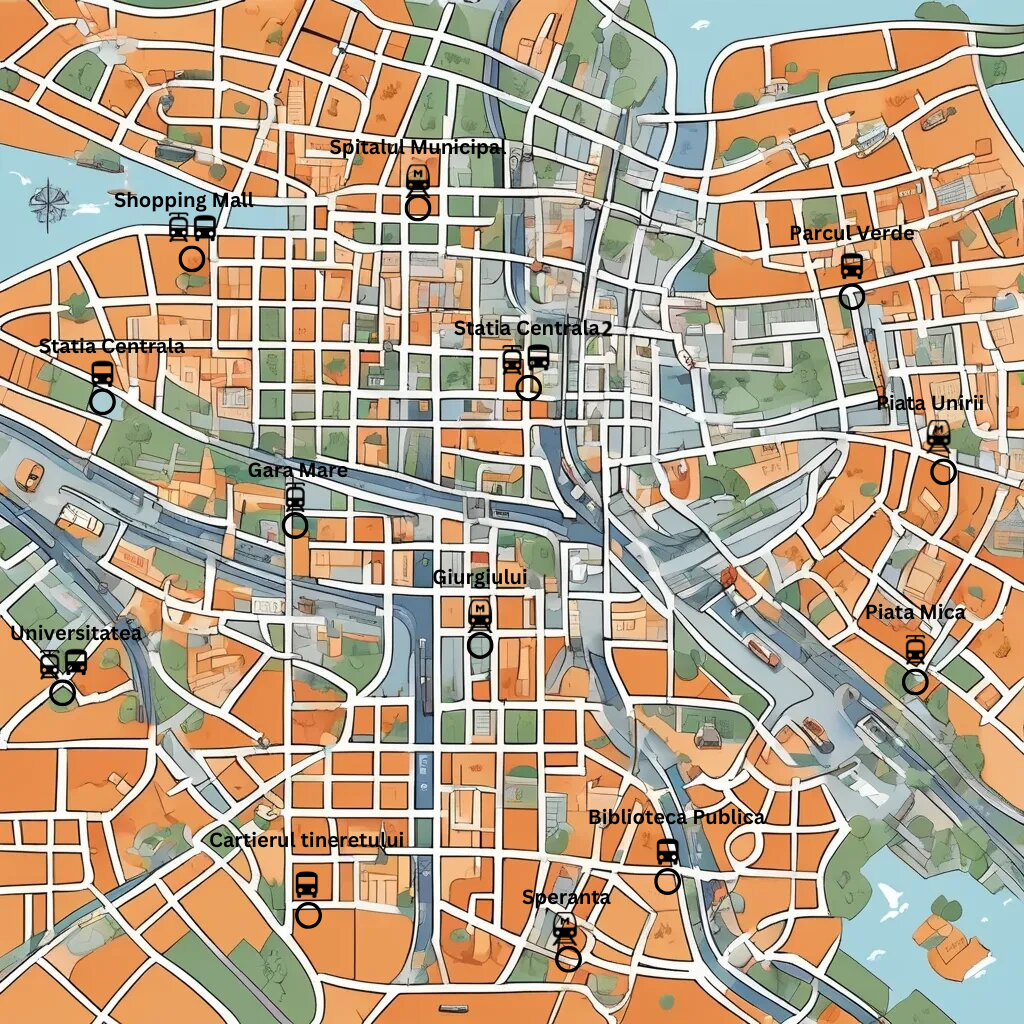 Spitalul Municipal
M
Shopping Mall
Parcul Verde
Statia Centrala2
Statia Centrala
Piata Unirii
M
Gara Mare
Giurgiului
M
Piata Mica
Universitatea
Biblioteca Publica
Cartierul tineretului
Speranta
M